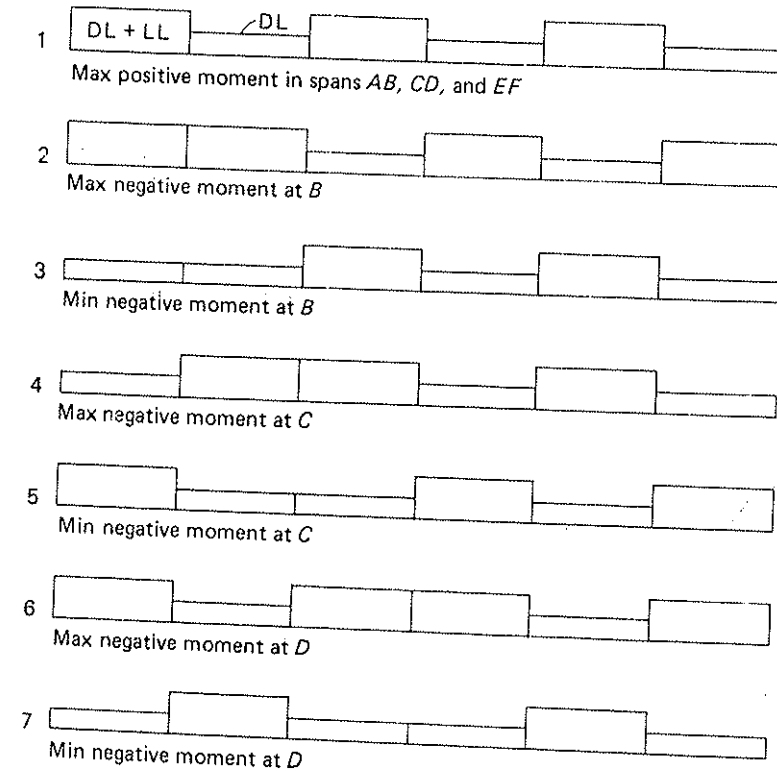 1 DL + LL DL
Max positive moment in spans AB, CD, and EF
2
Max negative moment at B
3
Min negative moment at B
4
Max negative moment at C
5
Min negative moment at C
6
Max negative moment at D
7
Min negative moment at D